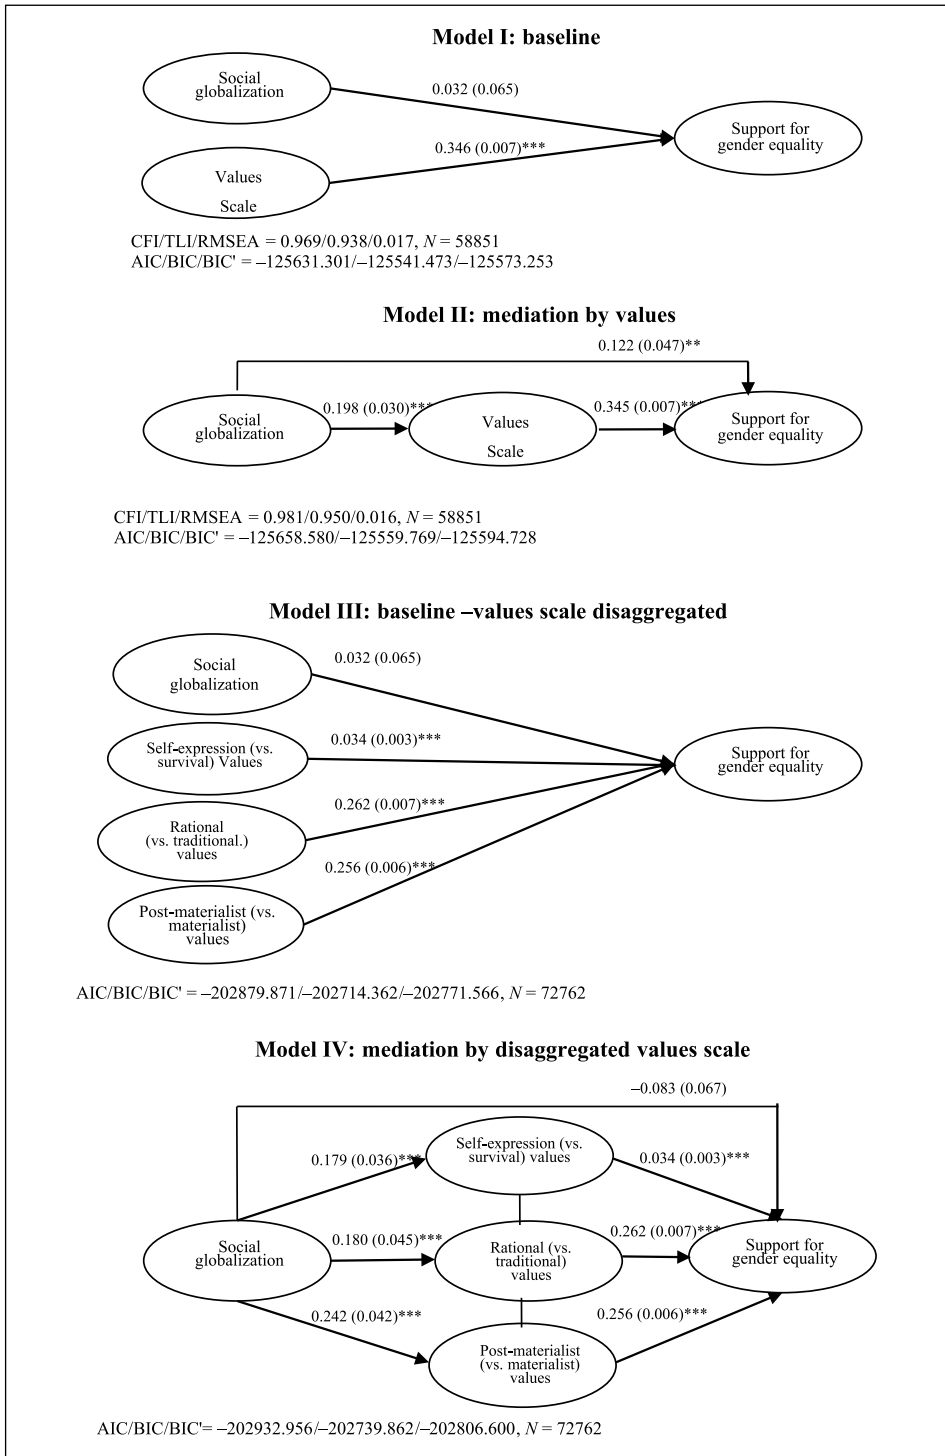 Model I: baseline
Social
globalization
0.032 (0.065)
Support for
gender equality
0.346 (0.007)***
Values
Scale
CFI/TLI/RMSEA = 0.969/0.938/0.017, N = 58851
AIC/BIC/BIC' = –125631.301/–125541.473/–125573.253
Model II: mediation by values
0.122 (0.047)**
Social
globalization
0.198 (0.030)***
Values
Scale
0.345 (0.007)***
Support for
gender equality
CFI/TLI/RMSEA = 0.981/0.950/0.016, N = 58851
AIC/BIC/BIC' = –125658.580/–125559.769/–125594.728
Model III: baseline –values scale disaggregated
Social
globalization
0.032 (0.065)
Self-expression (vs.
survival) Values
0.034 (0.003)***
Support for
gender equality
Rational
(vs. traditional.)
values
0.262 (0.007)***
0.256 (0.006)***
Post-materialist (vs.
materialist)
values
AIC/BIC/BIC' = –202879.871/–202714.362/–202771.566, N = 72762
Model IV: mediation by disaggregated values scale
–0.083 (0.067)
Self-expression (vs.
survival) values
0.179 (0.036)***
0.034 (0.003)***
Social
globalization
0.180 (0.045)***
Rational (vs.
traditional)
values
0.262 (0.007)***
Support for
gender equality
0.242 (0.042)***
0.256 (0.006)***
Post-materialist
(vs. materialist)
values
AIC/BIC/BIC'= –202932.956/–202739.862/–202806.600, N = 72762